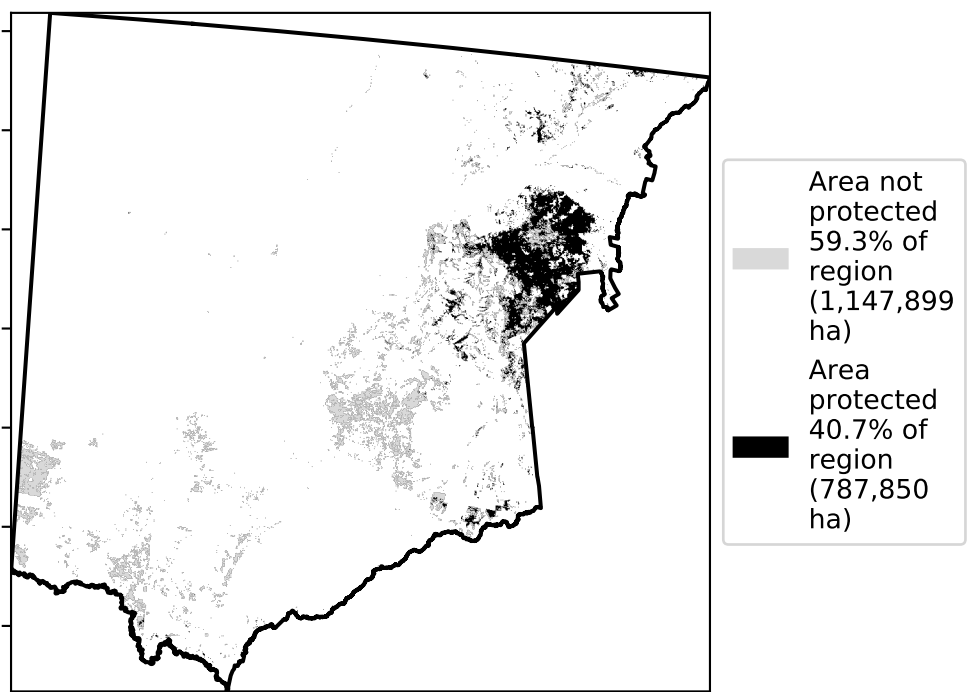 Area not
protected
59.3% of
region
(1,147,899
ha)
Area
protected
40.7% of
region
(787,850
ha)